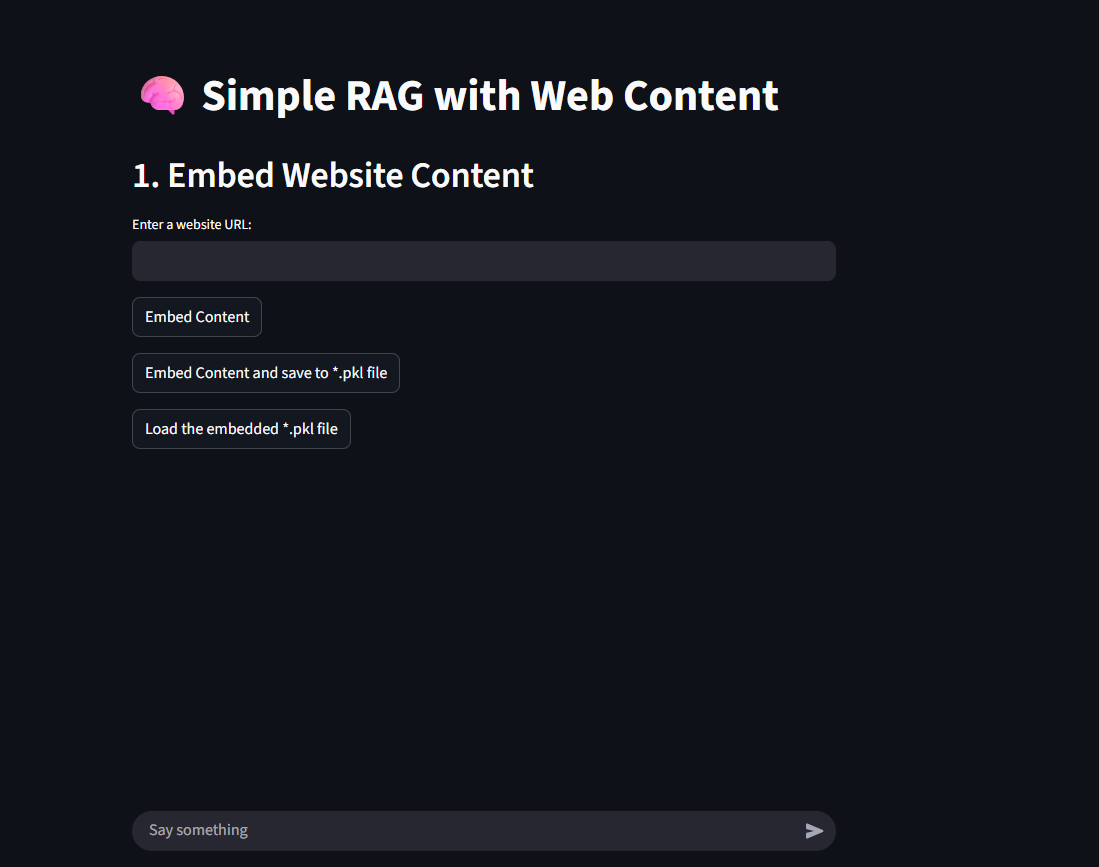 Simple RAG with Web Content
1. Embed Website Content
Enter a website URL:
Embed Content
Embed Content and save to *.pkl file
Load the embedded *.pkl file
Say something